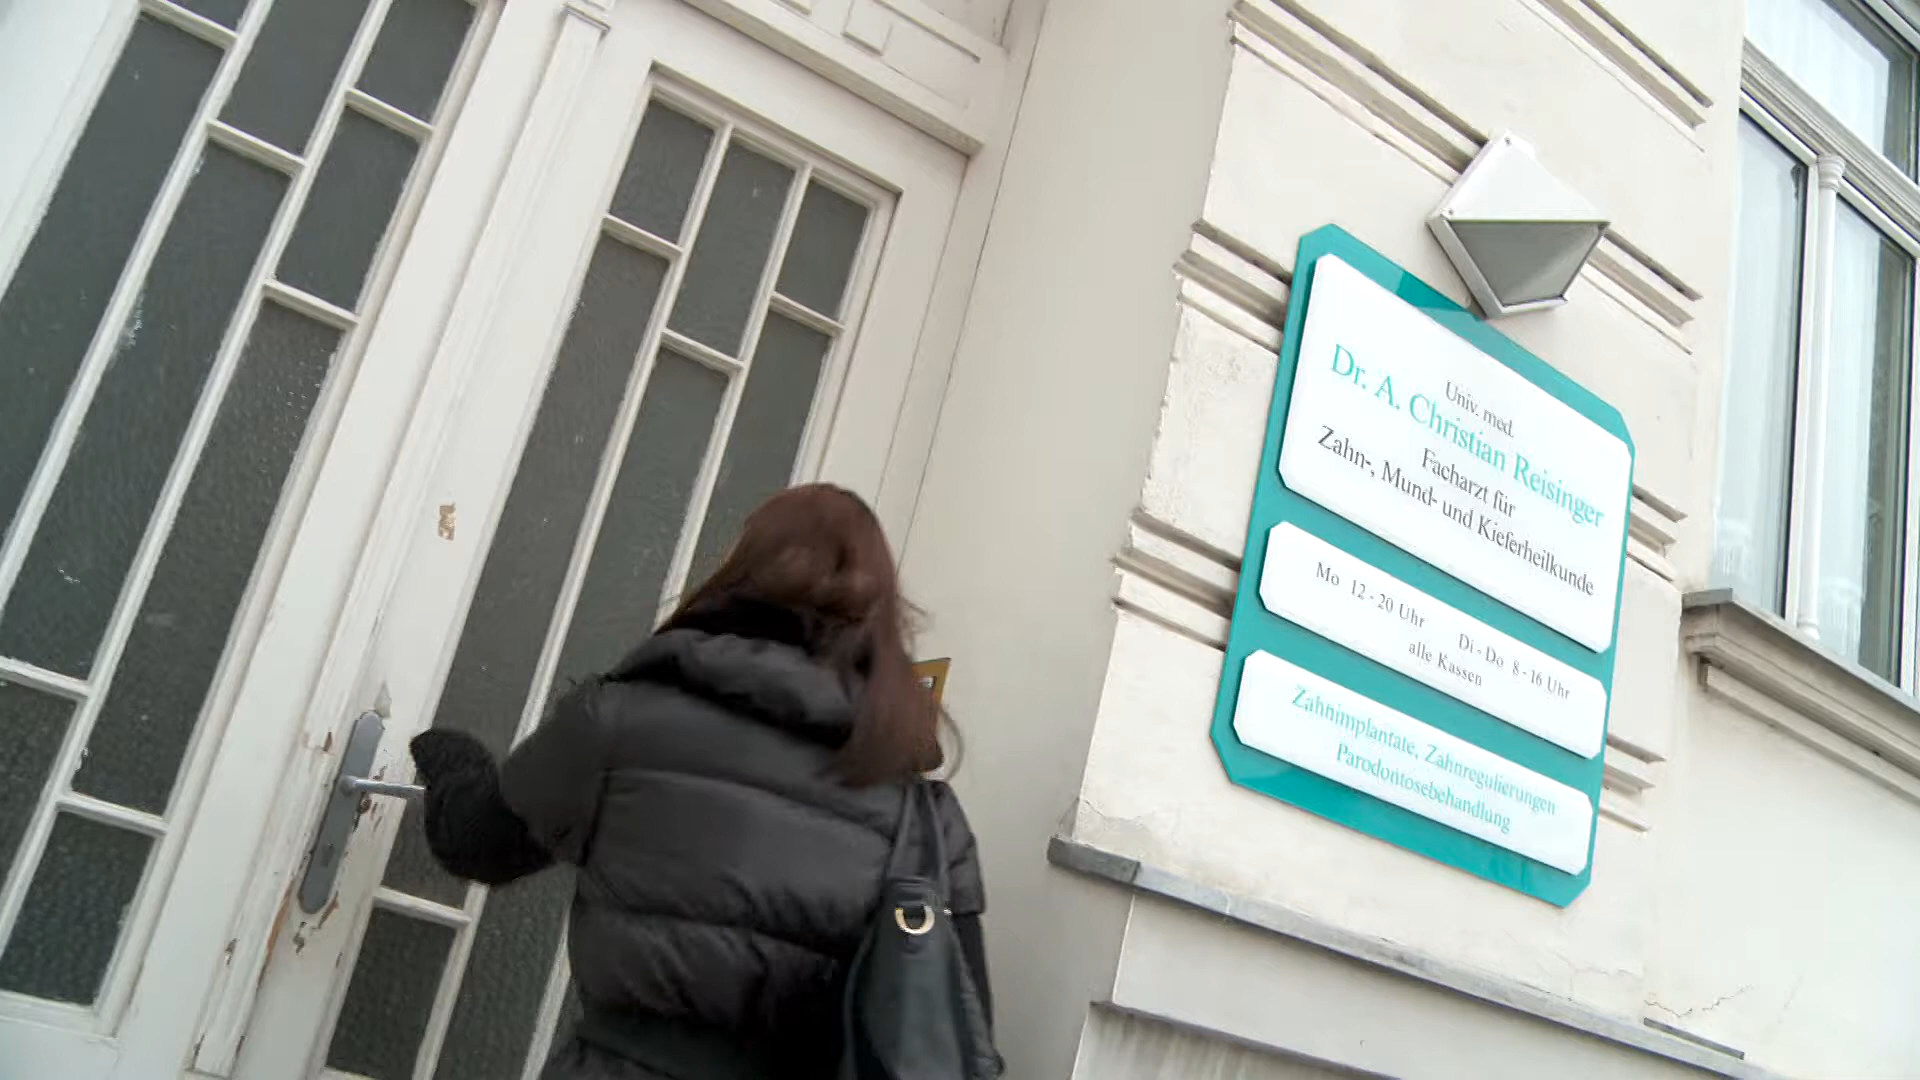 Univ. med.
Dr. A. Christian Reisinger
Facharzt für
Zahn-, Mund- und Kieferheilkunde
Mo 12 - 20 Uhr Di - Do 8 - 16 Uhr
alle Kassen
Zahnimplantate, Zahnregulierungen
Parodontosebehandlung